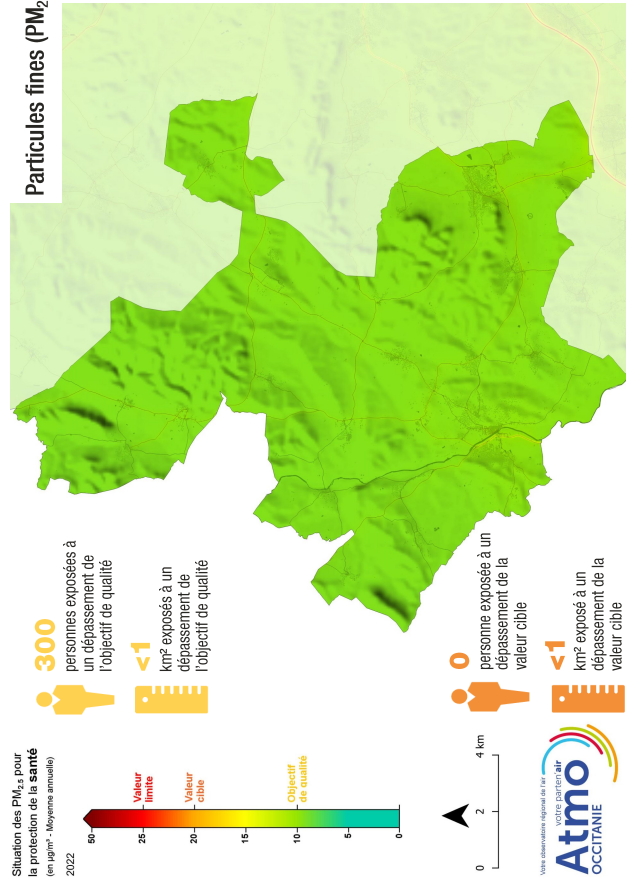 Particules fines (PM2
300
personnes exposées à
un dépassement de
l'objectif de qualité
<1
km² exposés à un
dépassement de
l'objectif de qualité
0
personne exposée à un
dépassement de la
valeur cible
<1
km² exposé à un
dépassement de la
valeur cible
Situation des PM2.5 pour
la protection de la santé
(en µg/m³ - Moyenne annuelle)
2022
50
25
20
15
10
5
0
Valeur
limite
Valeur
cible
Objectif
de qualité
0
2
4 km
Votre observatoire régional de l'air
votre parten'air
Atmo
OCCITANIE